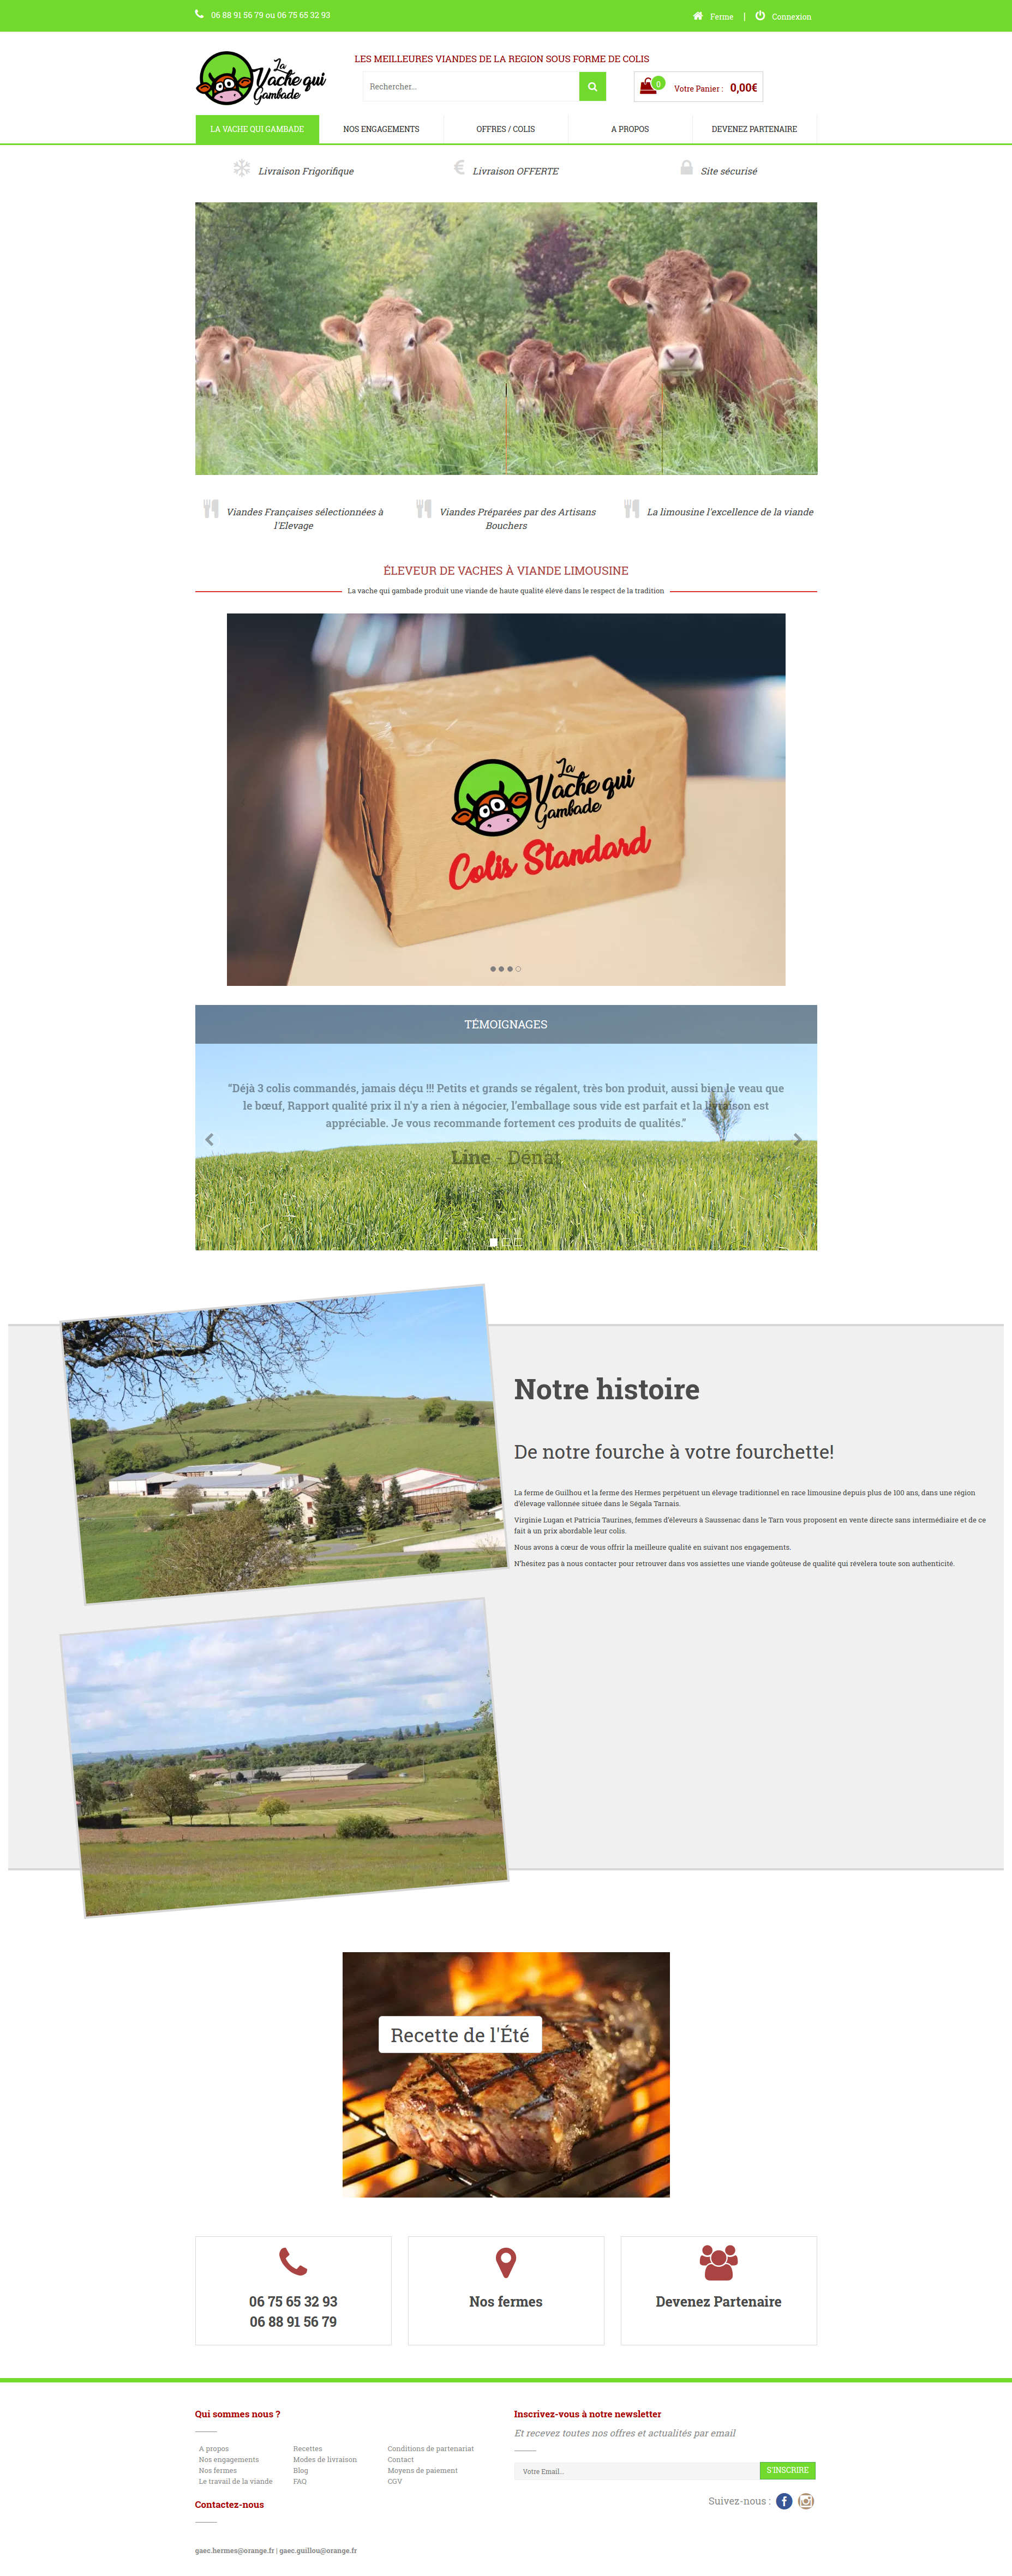 06 88 91 56 79 ou 06 75 65 32 93
Ferme | Connexion
La
Vache qui
Gambade
LES MEILLEURES VIANDES DE LA REGION SOUS FORME DE COLIS
Rechercher...
0
Votre Panier : 0,00€
LA VACHE QUI GAMBADE
NOS ENGAGEMENTS
OFFRES / COLIS
A PROPOS
DEVENEZ PARTENAIRE
Livraison Frigorifique
Livraison OFFERTE
Site sécurisé
Viandes Françaises sélectionnées à
l'Elevage
Viandes Préparées par des Artisans
Bouchers
La limousine l'excellence de la viande
ÉLEVEUR DE VACHES À VIANDE LIMOUSINE
La vache qui gambade produit une viande de haute qualité élévé dans le respect de la tradition
La
Vache qui
Gambade
Colis Standard
TÉMOIGNAGES
“Déjà 3 colis commandés, jamais déçu !!! Petits et grands se régalent, très bon produit, aussi bien le veau que
le bœuf, Rapport qualité prix il n'y a rien à négocier, l'emballage sous vide est parfait et la livraison est
appréciable. Je vous recommande fortement ces produits de qualités.”
Line - Dénat
Notre histoire
De notre fourche à votre fourchette!
La ferme de Guilhou et la ferme des Hermes perpétuent un élevage traditionnel en race limousine depuis plus de 100 ans, dans une région
d'élevage vallonnée située dans le Ségala Tarnais.
Virginie Lugan et Patricia Taurines, femmes d'éleveurs à Saussenac dans le Tarn vous proposent en vente directe sans intermédiaire et de ce
fait à un prix abordable leur colis.
Nous avons à cœur de vous offrir la meilleure qualité en suivant nos engagements.
N'hésitez pas à nous contacter pour retrouver dans vos assiettes une viande goûteuse de qualité qui révélera toute son authenticité.
Recette de l'Été
06 75 65 32 93
06 88 91 56 79
Nos fermes
Devenez Partenaire
Qui sommes nous ?
A propos
Nos engagements
Nos fermes
Le travail de la viande
Recettes
Modes de livraison
Blog
FAQ
Conditions de partenariat
Contact
Moyens de paiement
CGV
Contactez-nous
gaec.hermes@orange.fr | gaec.guillou@orange.fr
Inscrivez-vous à notre newsletter
Et recevez toutes nos offres et actualités par email
Votre Email...
S'INSCRIRE
Suivez-nous :